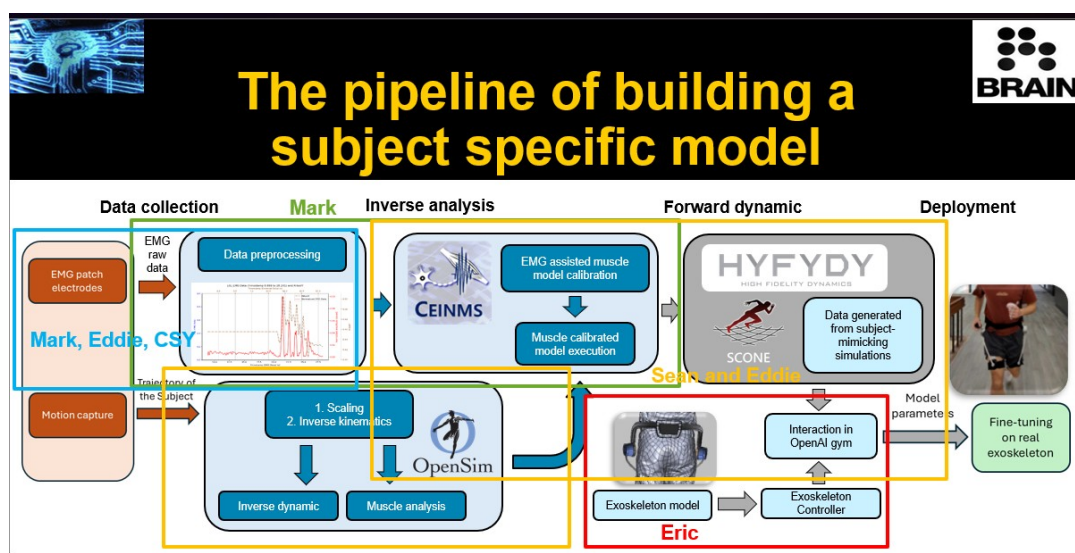 BRAIN
The pipeline of building a
subject specific model
Data collection
Mark
Inverse analysis
Forward dynamic
Deployment
EMG
raw
data
EMG patch
electrodes
Data preprocessing
CEINMS
EMG assisted muscle
model calibration
Muscle calibrated
model execution
HYFYDY
HIGH FIDELITY DYNAMICS
SCONE
Data generated
from subject-
mimicking
simulations
Mark, Eddie, CSY
Sean and Eddie
Trajectory of
the Subject
Motion capture
1. Scaling
2. Inverse kinematics
OpenSim
Inverse dynamic
Muscle analysis
Interaction in
OpenAI gym
Model
parameters
Fine-tuning
on real
exoskeleton
Exoskeleton model
Exoskeleton
Controller
Eric